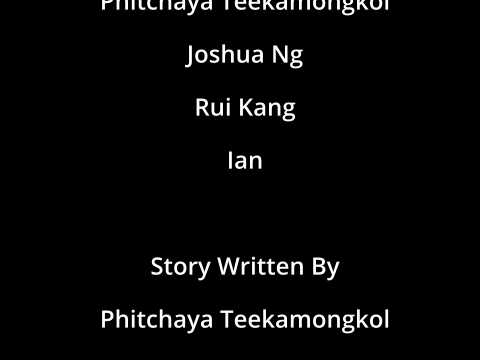 Phitchaya Teekamongkol
Joshua Ng
Rui Kang
Ian
Story Written By
Phitchaya Teekamongkol